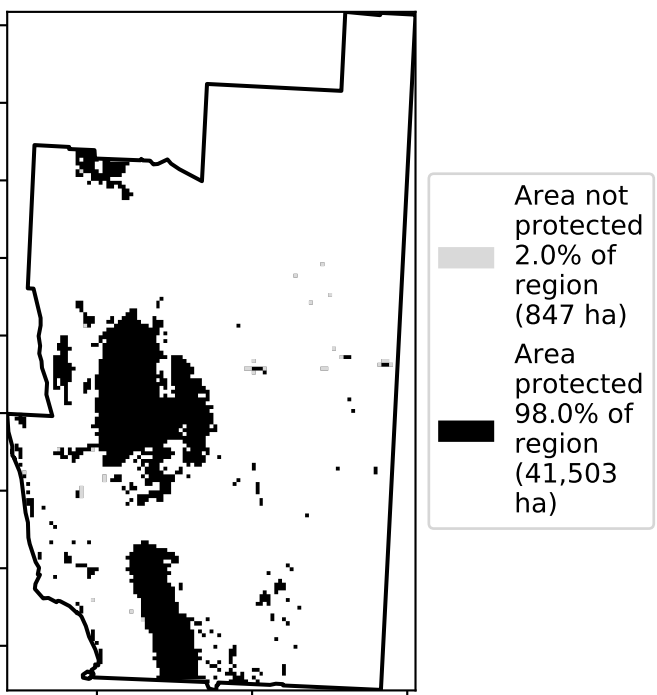 Area not
protected
2.0% of
region
(847 ha)
Area
protected
98.0% of
region
(41,503
ha)